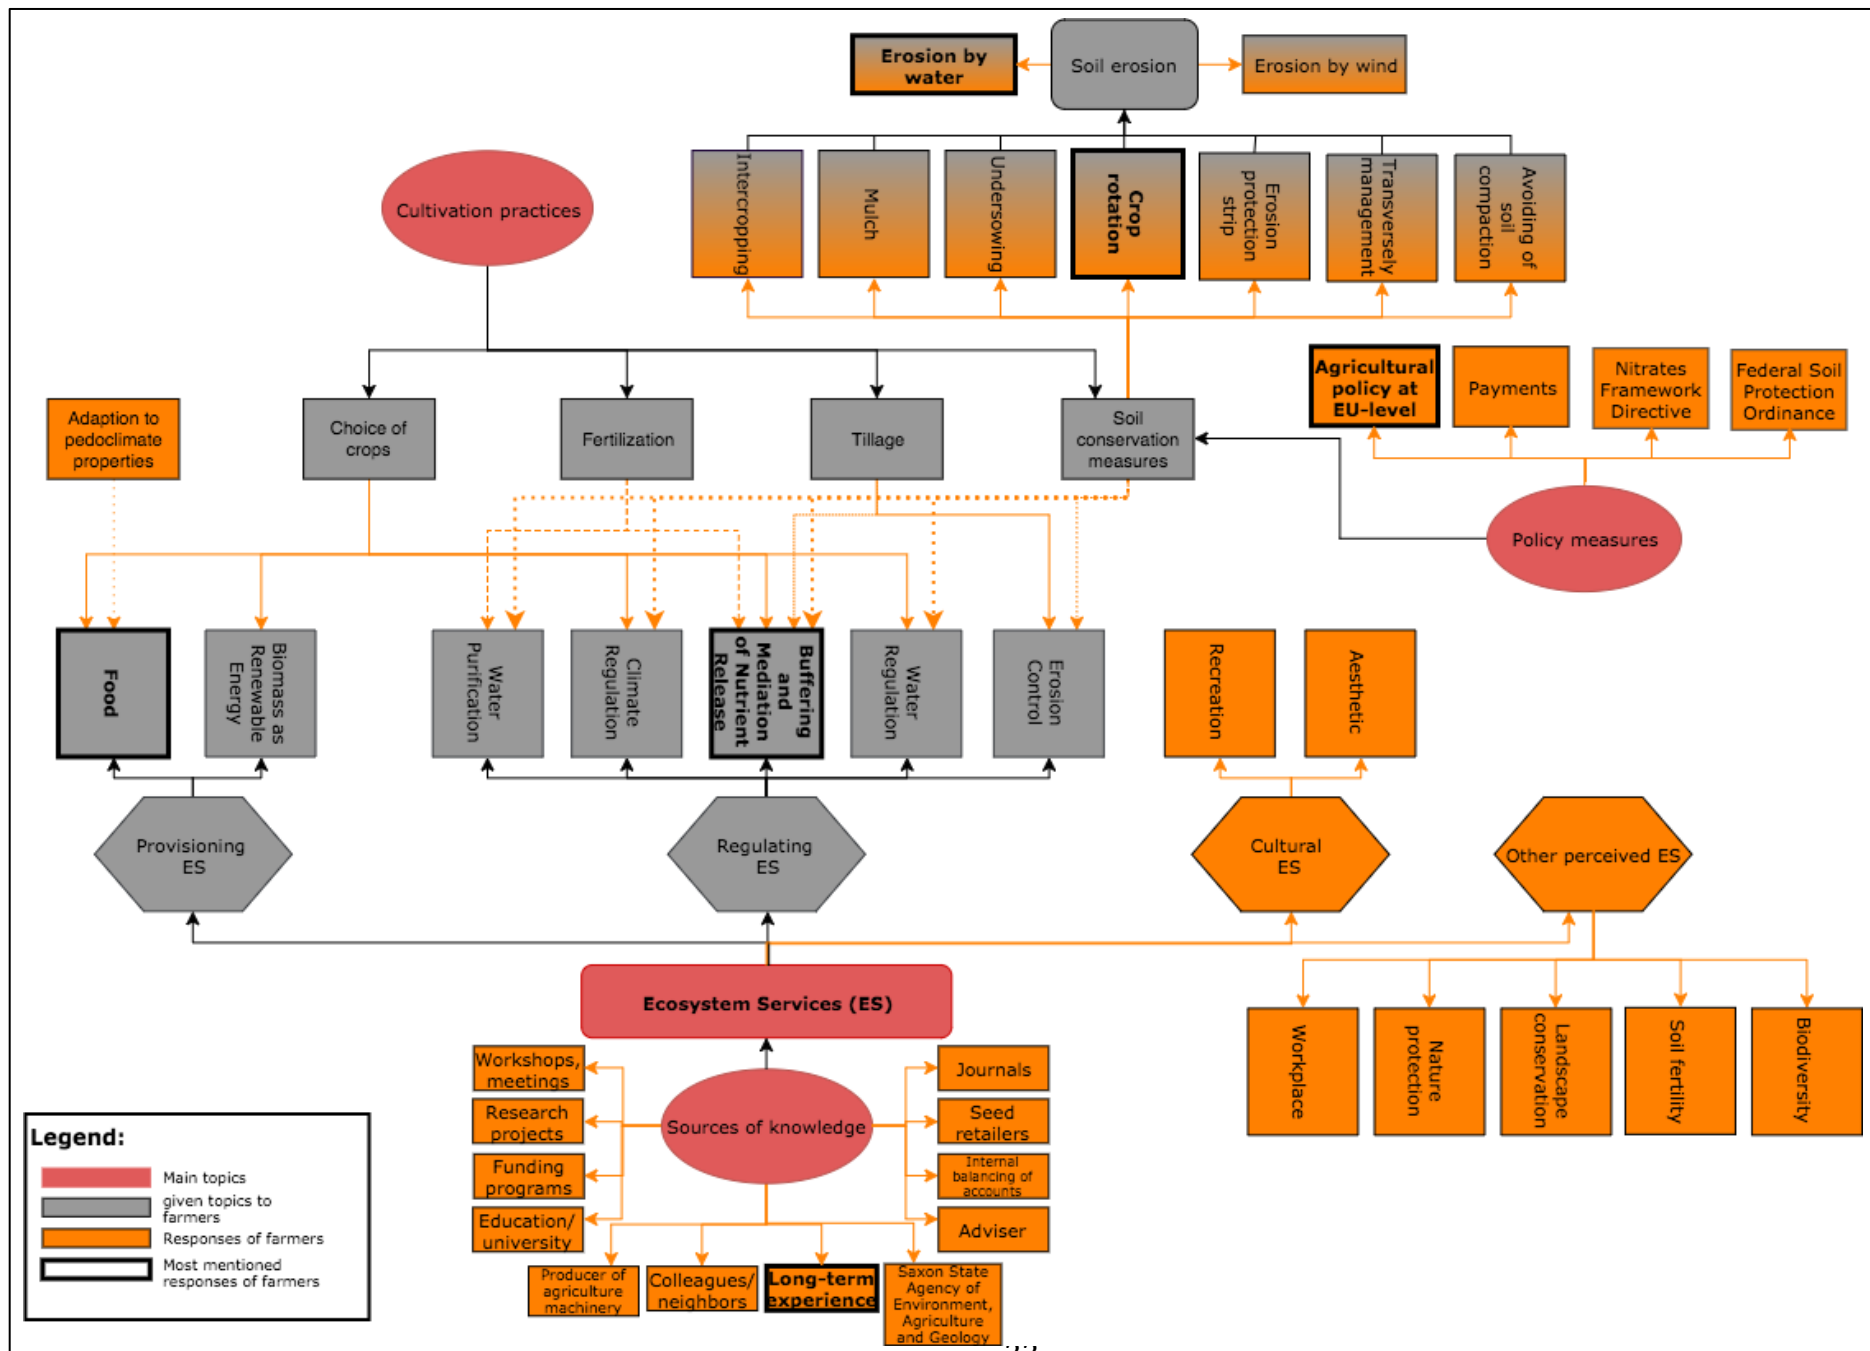 Erosion by
water
Soil erosion
Erosion by wind
Cultivation practices
Intercropping
Mulch
Undersowing
Crop
rotation
Erosion
protection
strip
Transversely
management
Avoiding of
soil
compaction
Agricultural
policy at
EU-level
Payments
Nitrates
Framework
Directive
Federal Soil
Protection
Ordinance
Adaption to
pedoclimate
properties
Choice of
crops
Fertilization
Tillage
Soil
conservation
measures
Policy measures
Food
Biomass as
Renewable
Energy
Water
Purification
Climate
Regulation
Buffering
and
Mediation
of Nutrient
Release
Water
Regulation
Erosion
Control
Recreation
Aesthetic
Provisioning
ES
Regulating
ES
Cultural
ES
Other perceived ES
Ecosystem Services (ES)
Workplace
Nature
protection
Landscape
conservation
Soil fertility
Biodiversity
Workshops,
meetings
Research
projects
Funding
programs
Education/
university
Sources of knowledge
Journals
Seed
retailers
Internal
balancing of
accounts
Adviser
Producer of
agriculture
machinery
Colleagues/
neighbors
Long-term
experience
Saxon State
Agency of
Environment,
Agriculture
and Geology
Legend:
Main topics
given topics to
farmers
Responses of farmers
Most mentioned
responses of farmers